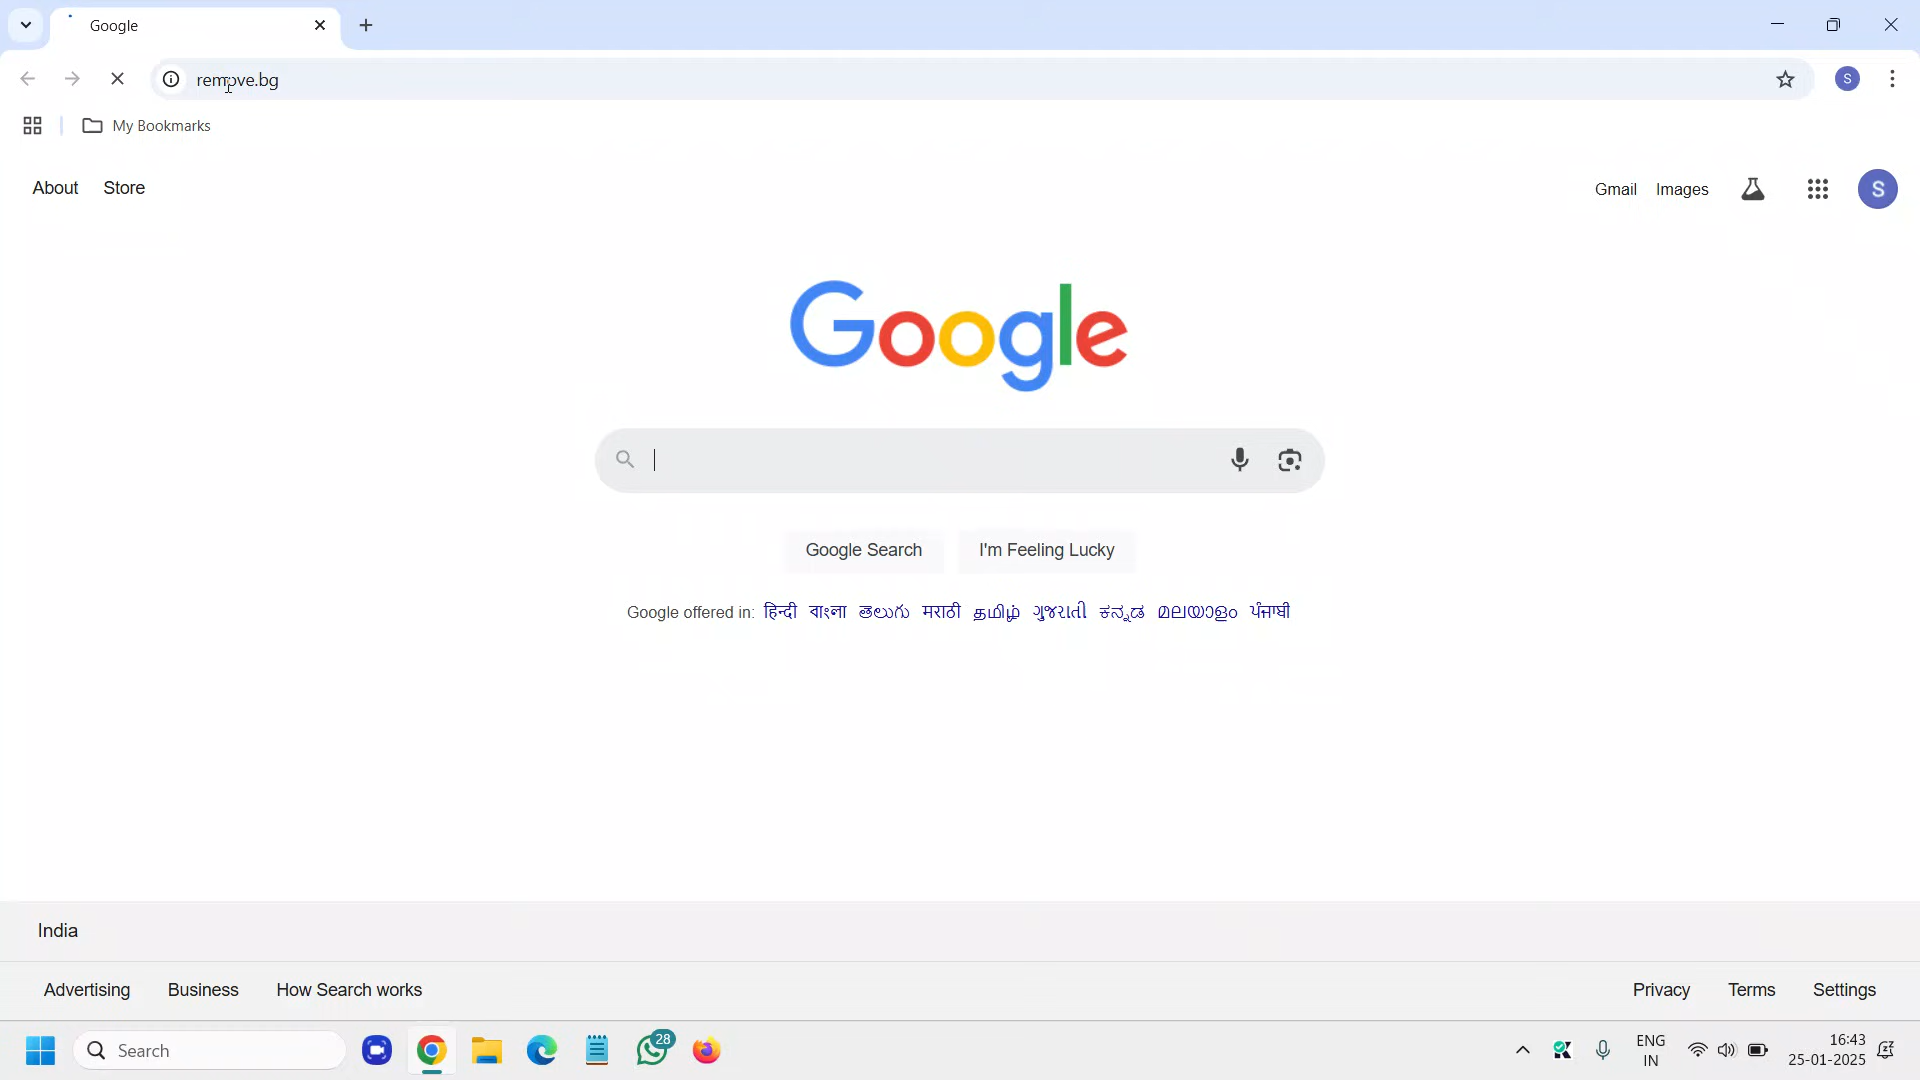 Google
remove.bg
S
My Bookmarks
About Store
Gmail Images
S
Google
Google Search I'm Feeling Lucky
Google offered in: हिन्दी বাংলা తెలుగు मराठी தமிழ் ગુજરાતી ಕನ್ನಡ മലയാളം ਪੰਜਾਬੀ
India
Advertising Business How Search works
Privacy Terms Settings
Search
28
ENG
IN
16:43
25-01-2025